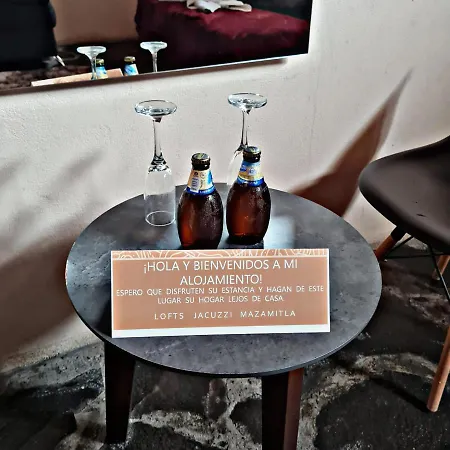 ¡HOLA Y BIENVENIDOS A MI
ALOJAMIENTO!
ESPERO QUE DISFRUTEN SU ESTANCIA Y HAGAN DE ESTE
LUGAR SU HOGAR LEJOS DE CASA.
LOFTS JACUZZI MAZAMITLA